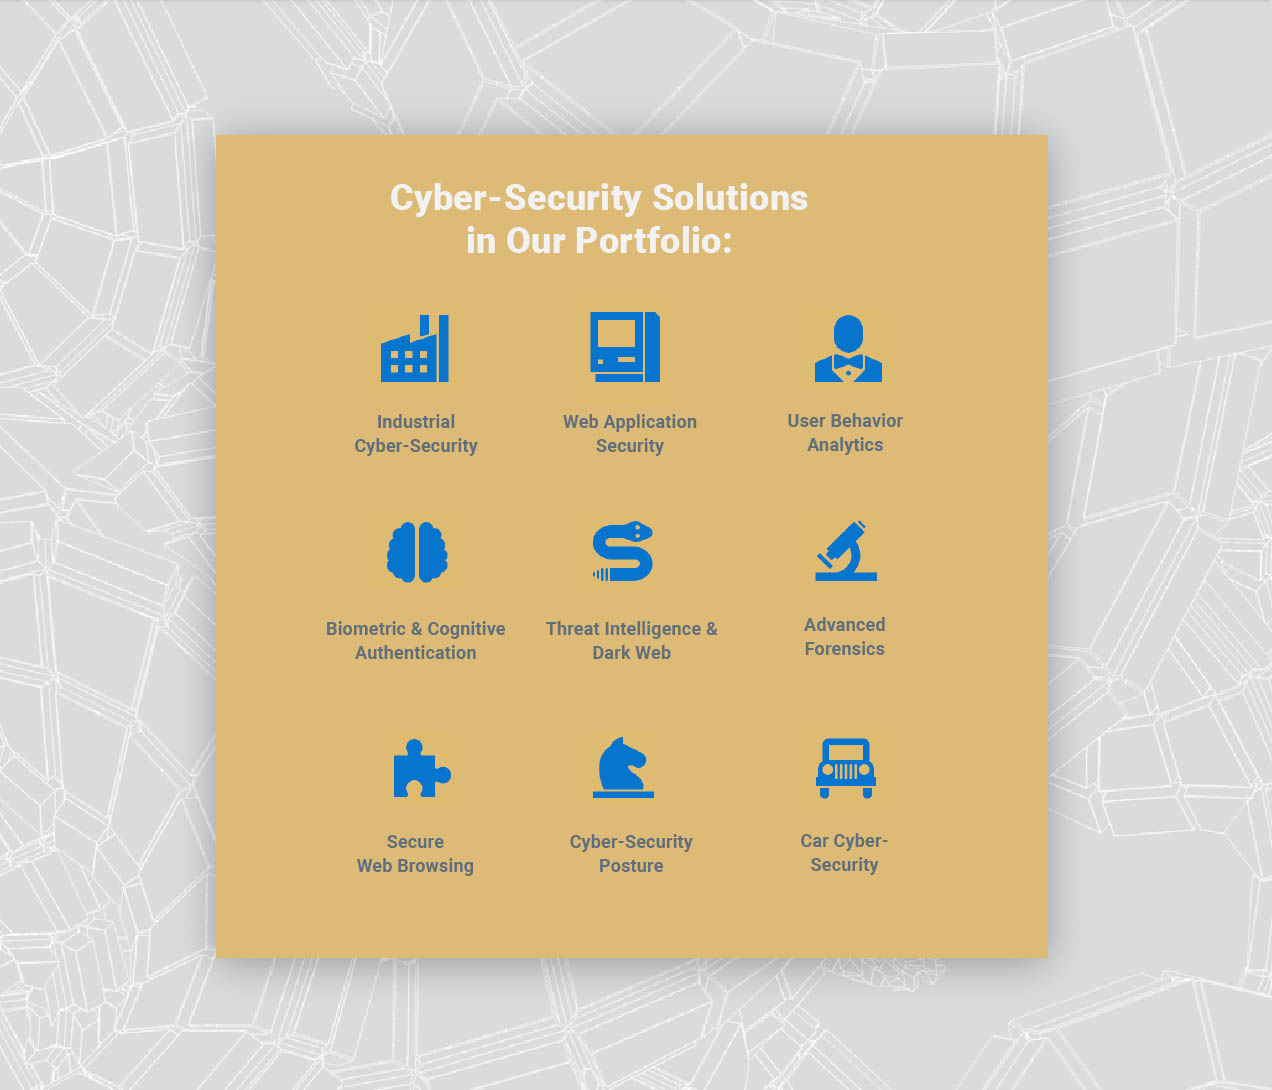 Cyber-Security Solutions
in Our Portfolio:
Industrial
Cyber-Security
Web Application
Security
User Behavior
Analytics
Biometric & Cognitive
Authentication
Threat Intelligence &
Dark Web
Advanced
Forensics
Secure
Web Browsing
Cyber-Security
Posture
Car Cyber-
Security